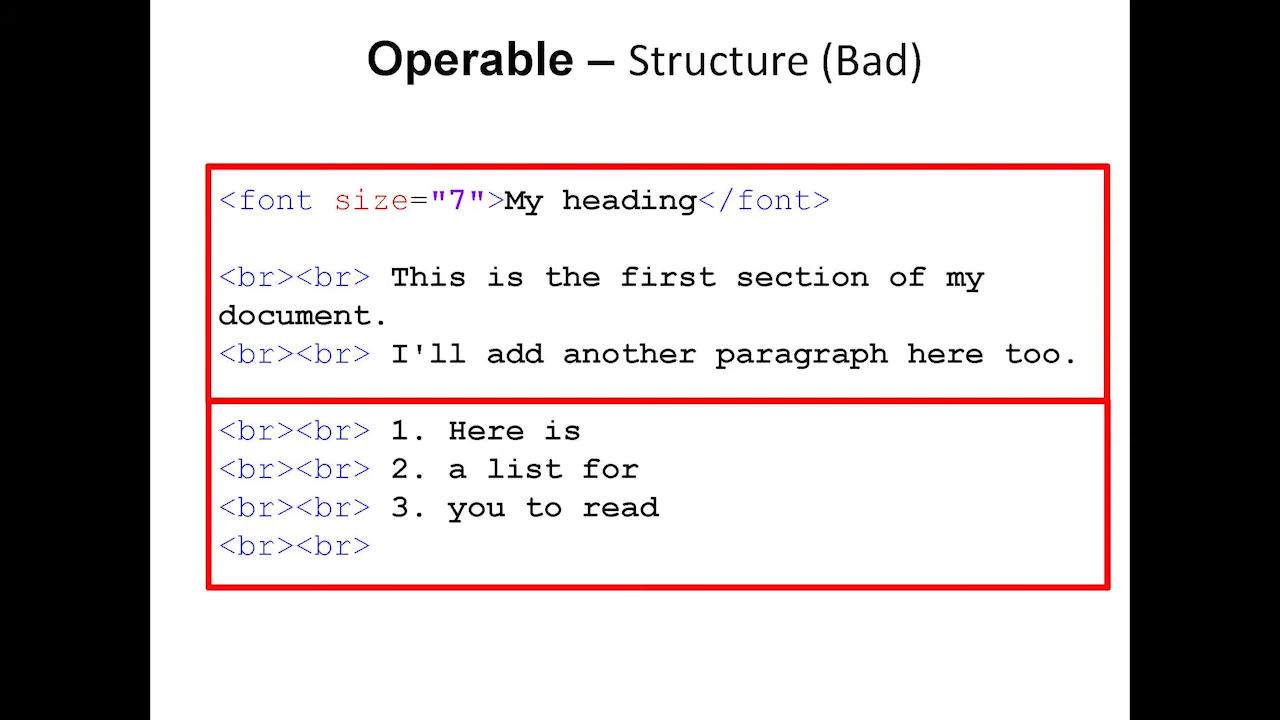 Operable – Structure (Bad)
<font size="7">My heading</font>
<br><br> This is the first section of my
document.
<br><br> I'll add another paragraph here too.
<br><br> 1. Here is
<br><br> 2. a list for
<br><br> 3. you to read
<br><br>